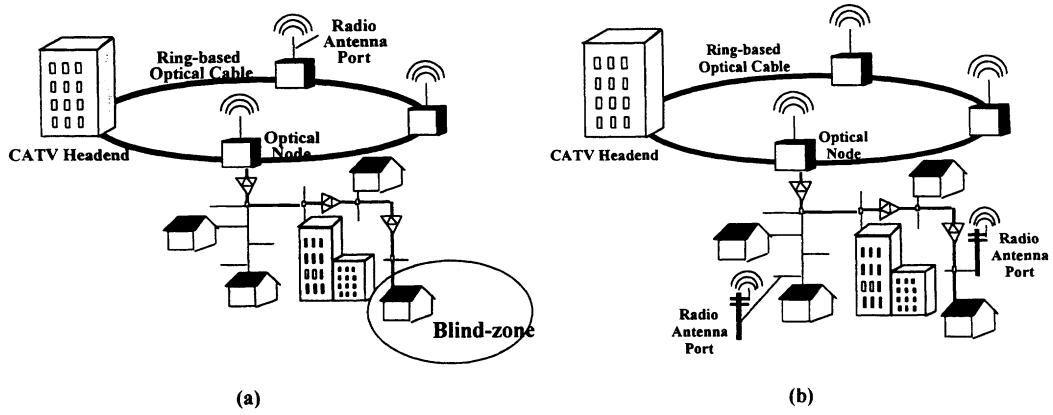 Radio
Antenna
Port
Ring-based
Optical Cable
CATV Headend
Optical
Node
Blind-zone
(a)
Ring-based
Optical Cable
CATV Headend
Optical
Node
Radio
Antenna
Port
Radio
Antenna
Port
(b)